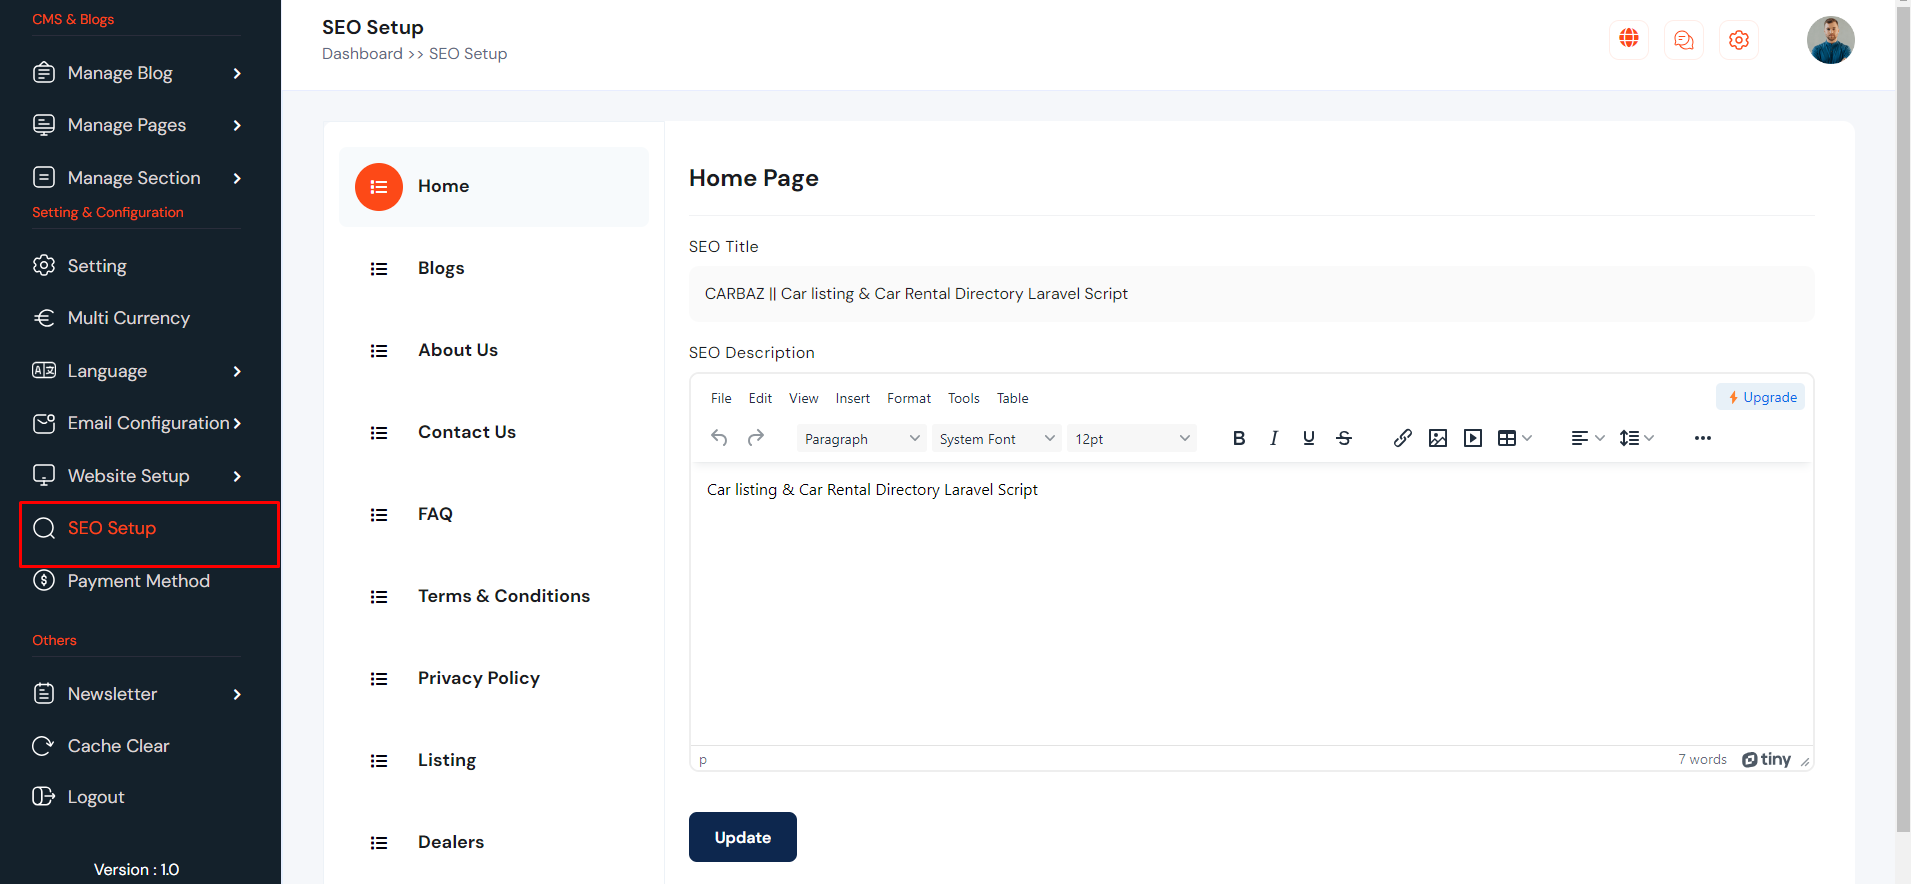 CMS & Blogs
Manage Blog
Manage Pages
Manage Section
Setting & Configuration
Setting
Multi Currency
Language
Email Configuration
Website Setup
SEO Setup
Payment Method
Others
Newsletter
Cache Clear
Logout
Version : 1.0
SEO Setup
Dashboard >> SEO Setup
Home
Blogs
About Us
Contact Us
FAQ
Terms & Conditions
Privacy Policy
Listing
Dealers
Home Page
SEO Title
CARBAZ || Car listing & Car Rental Directory Laravel Script
SEO Description
File Edit View Insert Format Tools Table Upgrade
Paragraph System Font 12pt B I U S
Car listing & Car Rental Directory Laravel Script
p 7 words tiny
Update